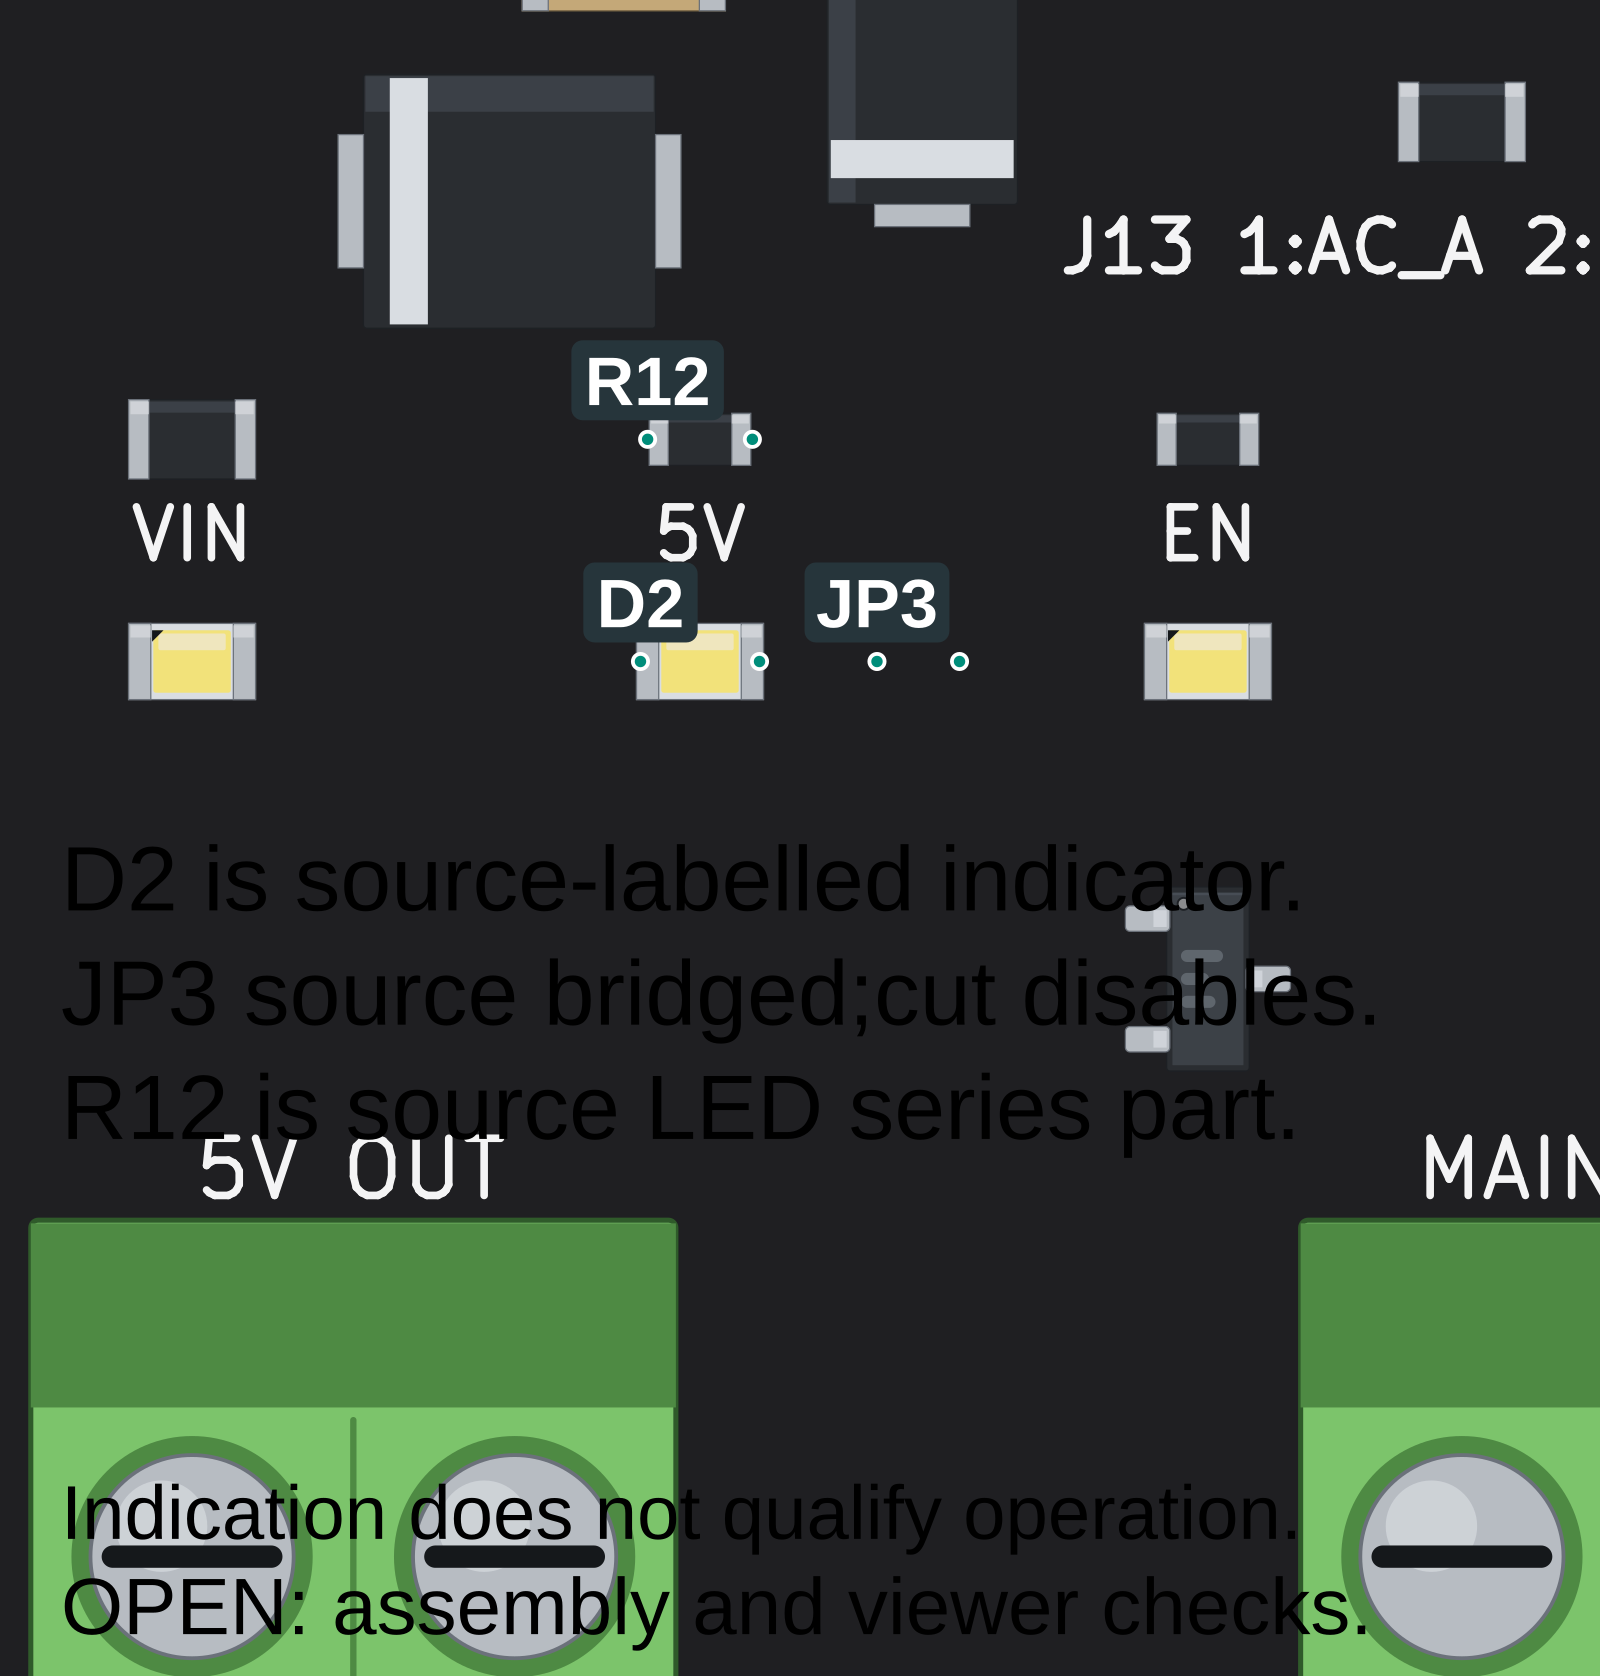 J13 1:AC_A 2:
R12
VIN 5V EN
D2 JP3
D2 is source-labelled indicator.
JP3 source bridged;cut disables.
R12 is source LED series part.
5V OUT MAIN
Indication does not qualify operation.
OPEN: assembly and viewer checks.